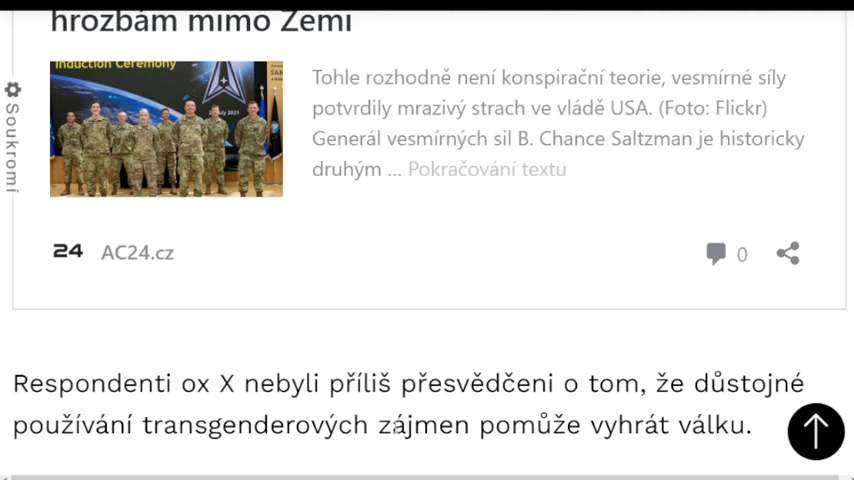 hrozbám mimo Zemi
Induction Ceremony
Tohle rozhodně není konspirační teorie, vesmírné síly
potvrdily mrazivý strach ve vládě USA. (Foto: Flickr)
Generál vesmírných sil B. Chance Saltzman je historicky
druhým ... Pokračování textu
Soukromí
24 AC24.cz
0
Respondenti ox X nebyli příliš přesvědčeni o tom, že důstojné
používání transgenderových zájmen pomůže vyhrát válku.